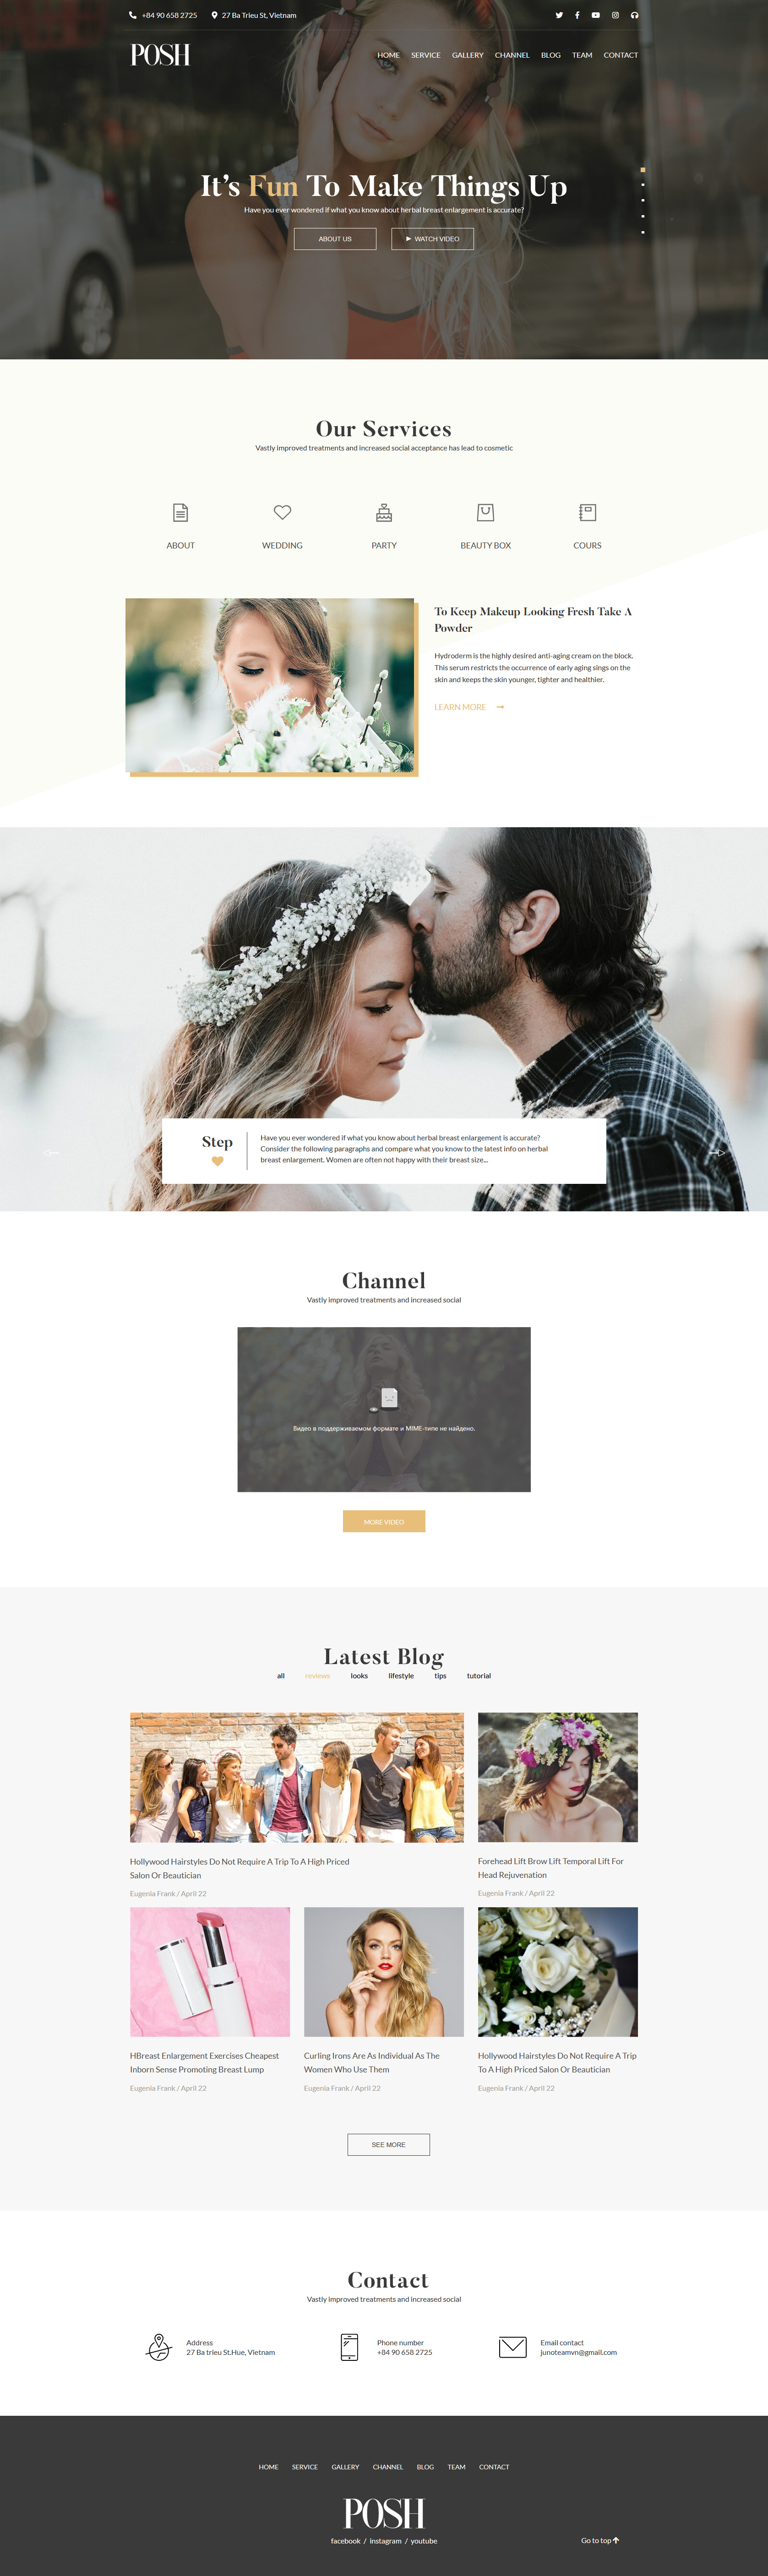 +84 90 658 2725
27 Ba Trieu St, Vietnam
POSH
HOME SERVICE GALLERY CHANNEL BLOG TEAM CONTACT
It's Fun To Make Things Up
Have you ever wondered if what you know about herbal breast enlargement is accurate?
ABOUT US
WATCH VIDEO
Our Services
Vastly improved treatments and increased social acceptance has lead to cosmetic
ABOUT
WEDDING
PARTY
BEAUTY BOX
COURS
To Keep Makeup Looking Fresh Take A
Powder
Hydroderm is the highly desired anti-aging cream on the block.
This serum restricts the occurrence of early aging sings on the
skin and keeps the skin younger, tighter and healthier.
LEARN MORE
Step
Have you ever wondered if what you know about herbal breast enlargement is accurate?
Consider the following paragraphs and compare what you know to the latest info on herbal
breast enlargement. Women are often not happy with their breast size...
Channel
Vastly improved treatments and increased social
Видео в поддерживаемом формате и MIME-типе не найдено.
MORE VIDEO
Latest Blog
all reviews looks lifestyle tips tutorial
Hollywood Hairstyles Do Not Require A Trip To A High Priced
Salon Or Beautician
Eugenia Frank / April 22
Forehead Lift Brow Lift Temporal Lift For
Head Rejuvenation
Eugenia Frank / April 22
HBreast Enlargement Exercises Cheapest
Inborn Sense Promoting Breast Lump
Eugenia Frank / April 22
Curling Irons Are As Individual As The
Women Who Use Them
Eugenia Frank / April 22
Hollywood Hairstyles Do Not Require A Trip
To A High Priced Salon Or Beautician
Eugenia Frank / April 22
SEE MORE
Contact
Vastly improved treatments and increased social
Address
27 Ba trieu St.Hue, Vietnam
Phone number
+84 90 658 2725
Email contact
junoteamvn@gmail.com
HOME SERVICE GALLERY CHANNEL BLOG TEAM CONTACT
POSH
facebook / instagram / youtube
Go to top